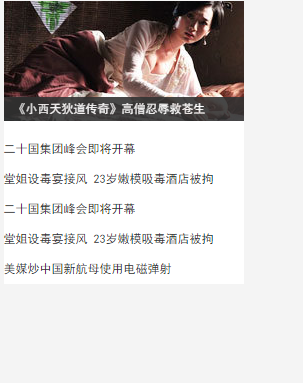 《小西天狄道传奇》高僧忍辱救苍生
二十国集团峰会即将开幕
堂姐设毒宴接风 23岁嫩模吸毒酒店被拘
二十国集团峰会即将开幕
堂姐设毒宴接风 23岁嫩模吸毒酒店被拘
美媒炒中国新航母使用电磁弹射